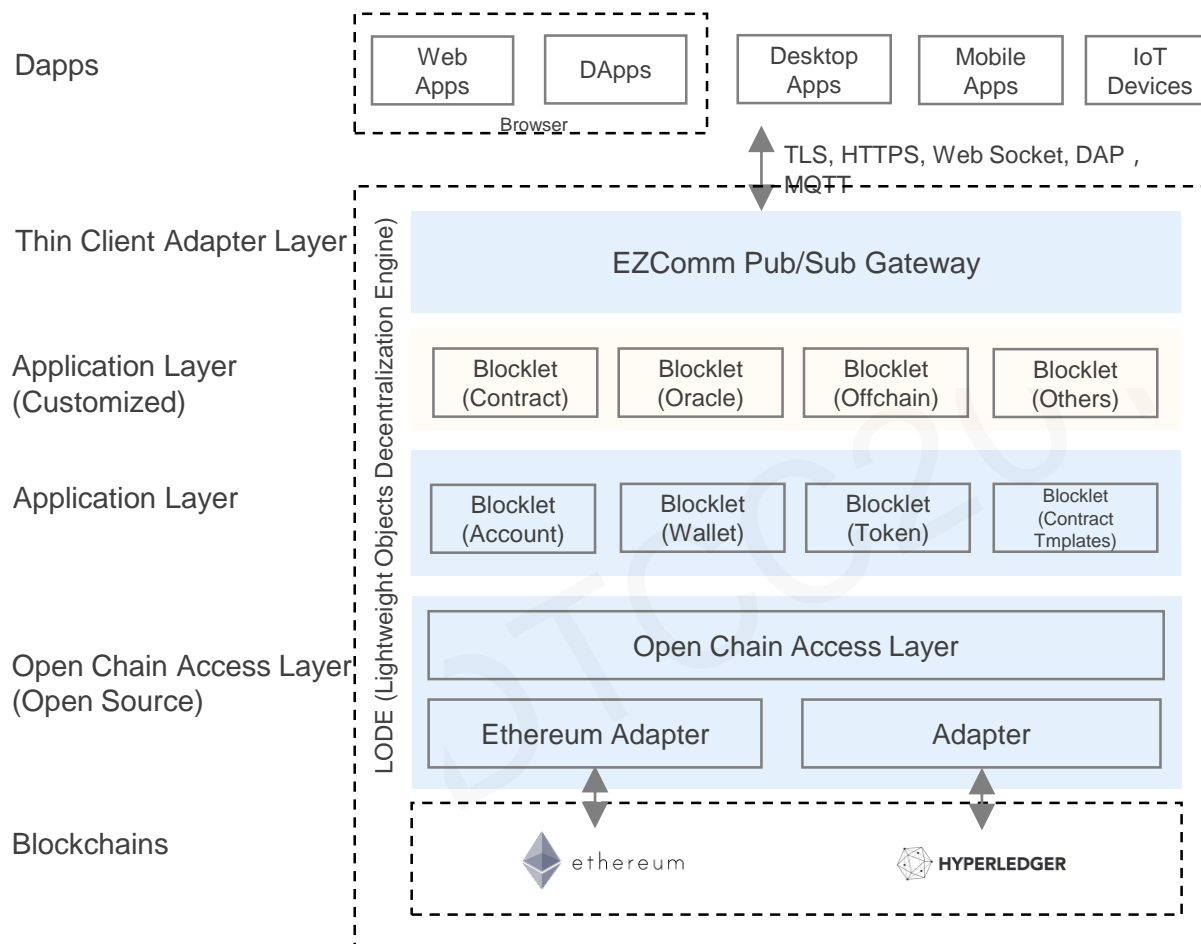 Dapps
Web
Apps
DApps
Browser
Desktop
Apps
Mobile
Apps
IoT
Devices
TLS, HTTPS, Web Socket, DAP ,
MQTT
LODE (Lightweight Objects Decentralization Engine)
Thin Client Adapter Layer
EZComm Pub/Sub Gateway
Application Layer
(Customized)
Blocklet
(Contract)
Blocklet
(Oracle)
Blocklet
(Offchain)
Blocklet
(Others)
Application Layer
Blocklet
(Account)
Blocklet
(Wallet)
Blocklet
(Token)
Blocklet
(Contract
Tmplates)
Open Chain Access Layer
(Open Source)
Open Chain Access Layer
Ethereum Adapter
Adapter
Blockchains
ethereum
HYPERLEDGER